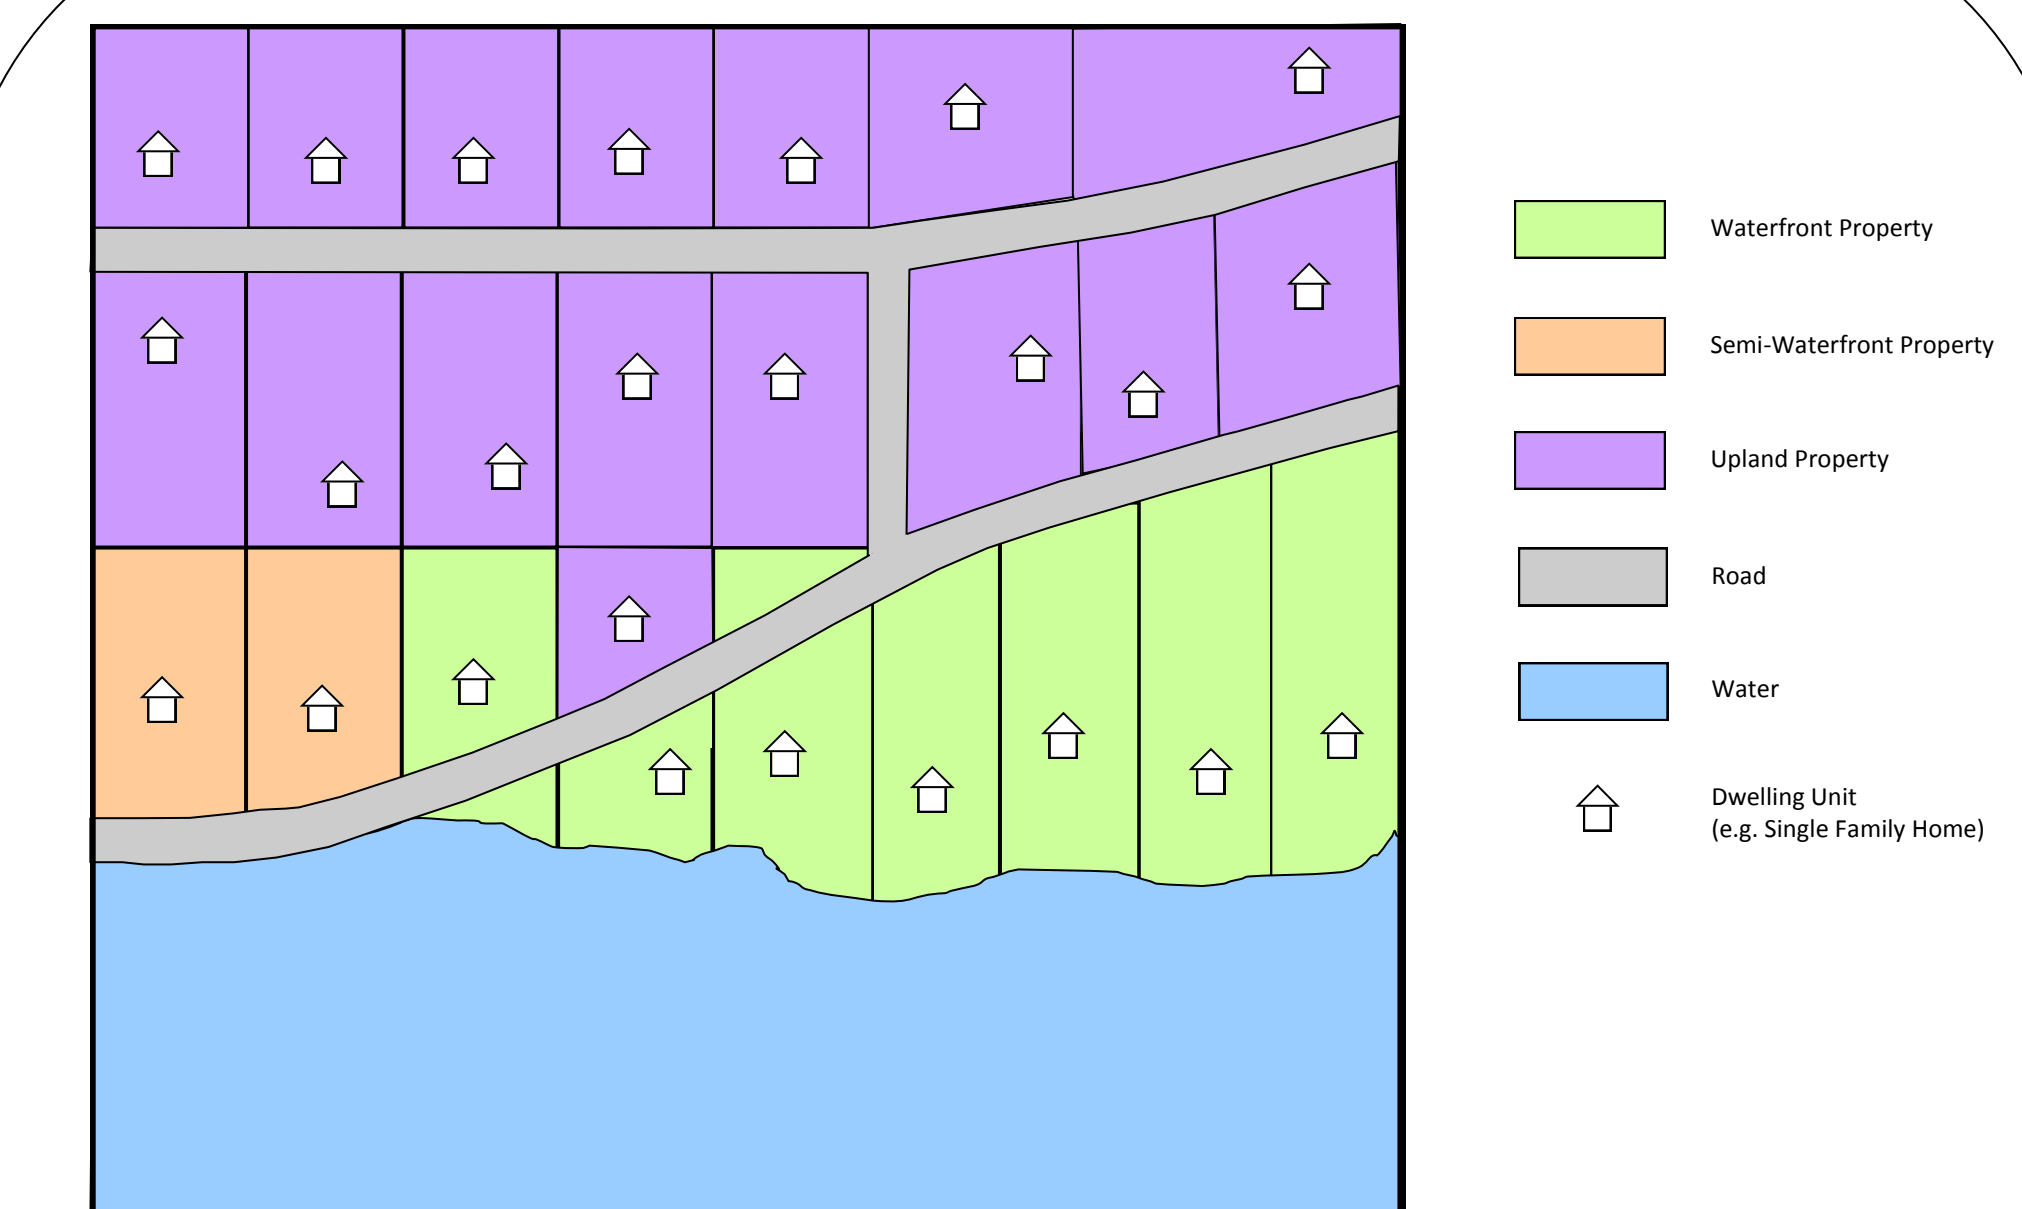 Waterfront Property
Semi-Waterfront Property
Upland Property
Road
Water
Dwelling Unit
(e.g. Single Family Home)